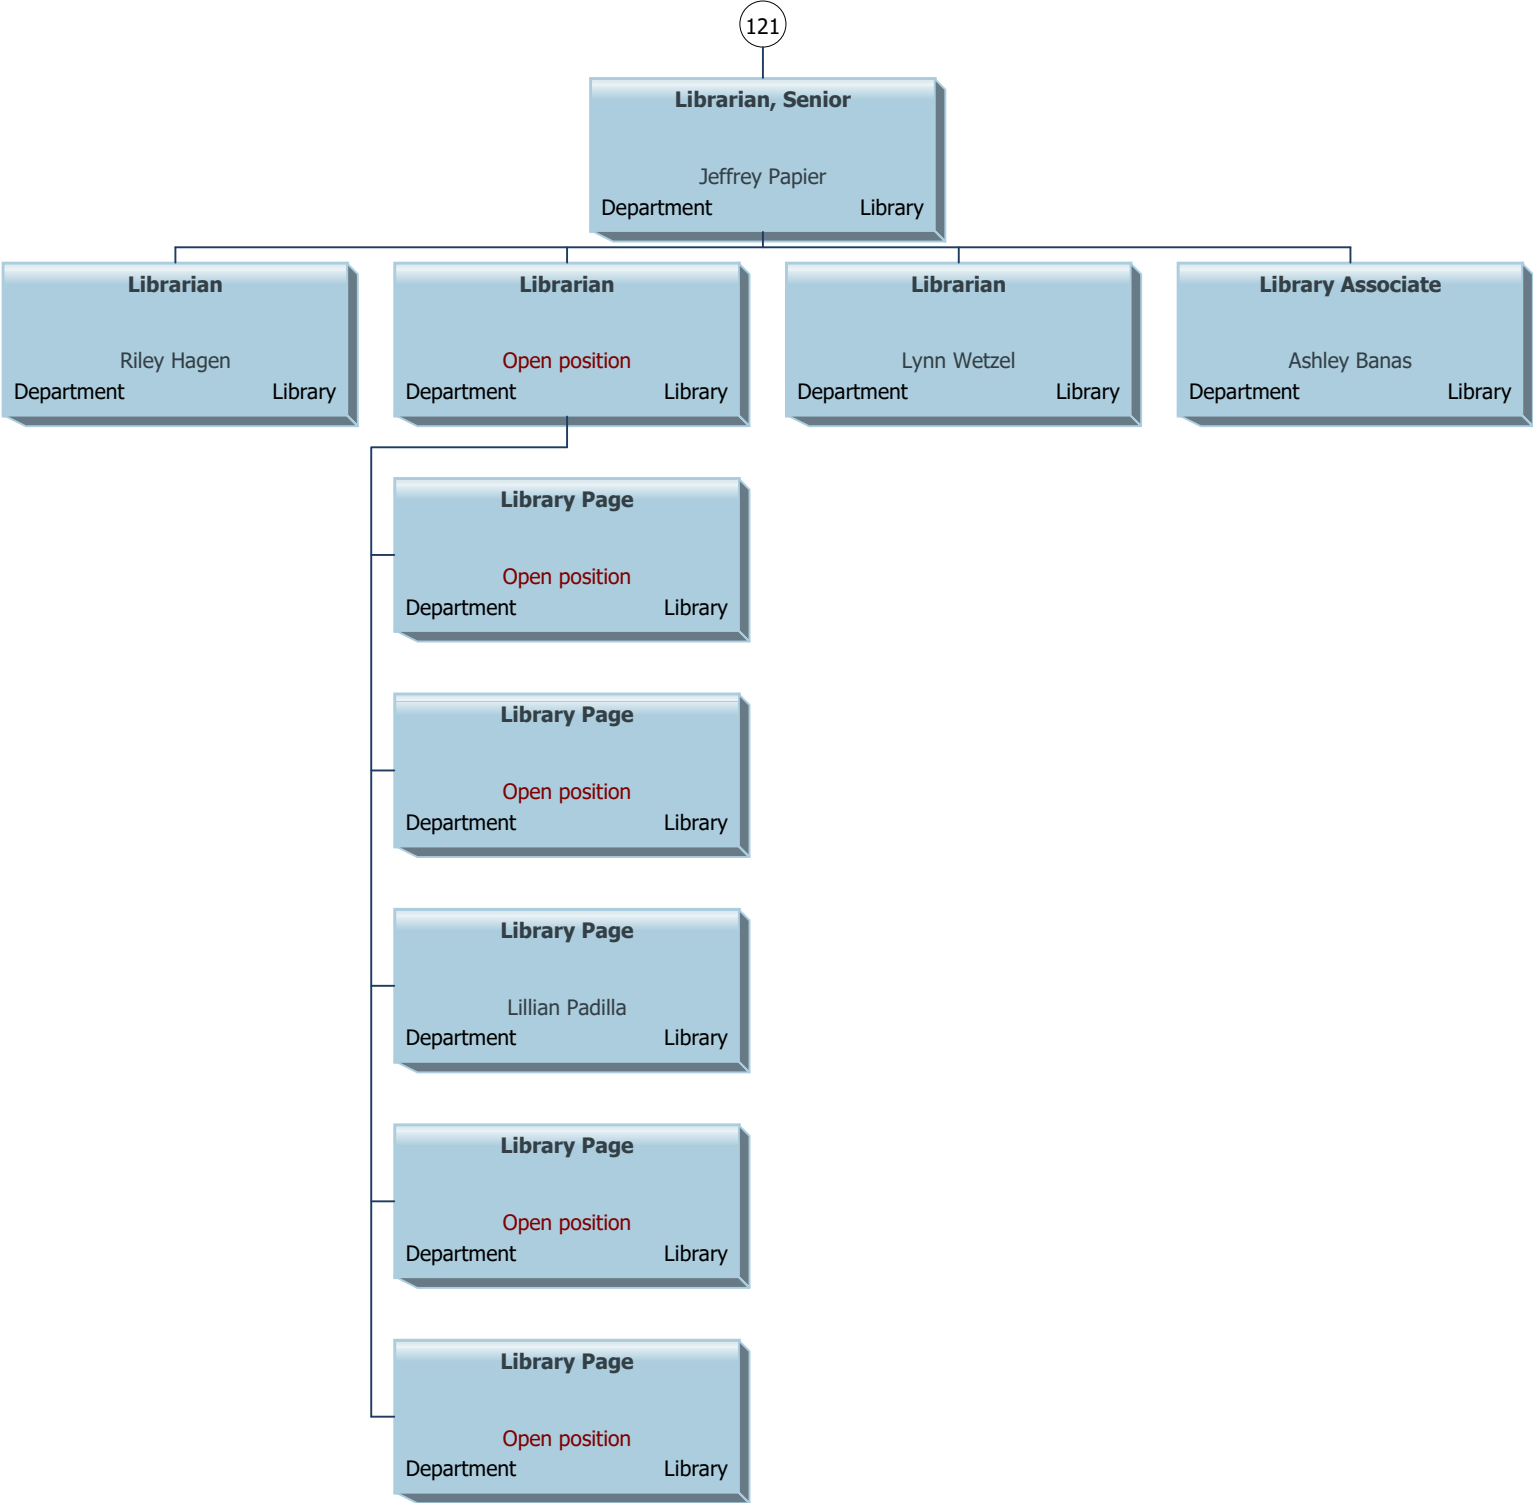 121
Librarian, Senior
Jeffrey Papier
Department Library
Librarian Librarian Librarian Library Associate
Riley Hagen Open position Lynn Wetzel Ashley Banas
Department Library Department Library Department Library Department Library
Library Page
Open position
Department Library
Library Page
Open position
Department Library
Library Page
Lillian Padilla
Department Library
Library Page
Open position
Department Library
Library Page
Open position
Department Library